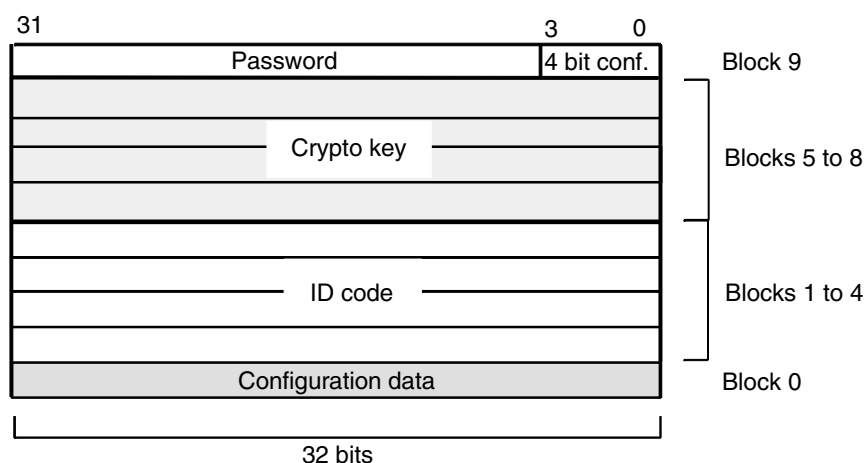 31 3 0
Password 4 bit conf. Block 9
Crypto key Blocks 5 to 8
ID code Blocks 1 to 4
Configuration data Block 0
32 bits